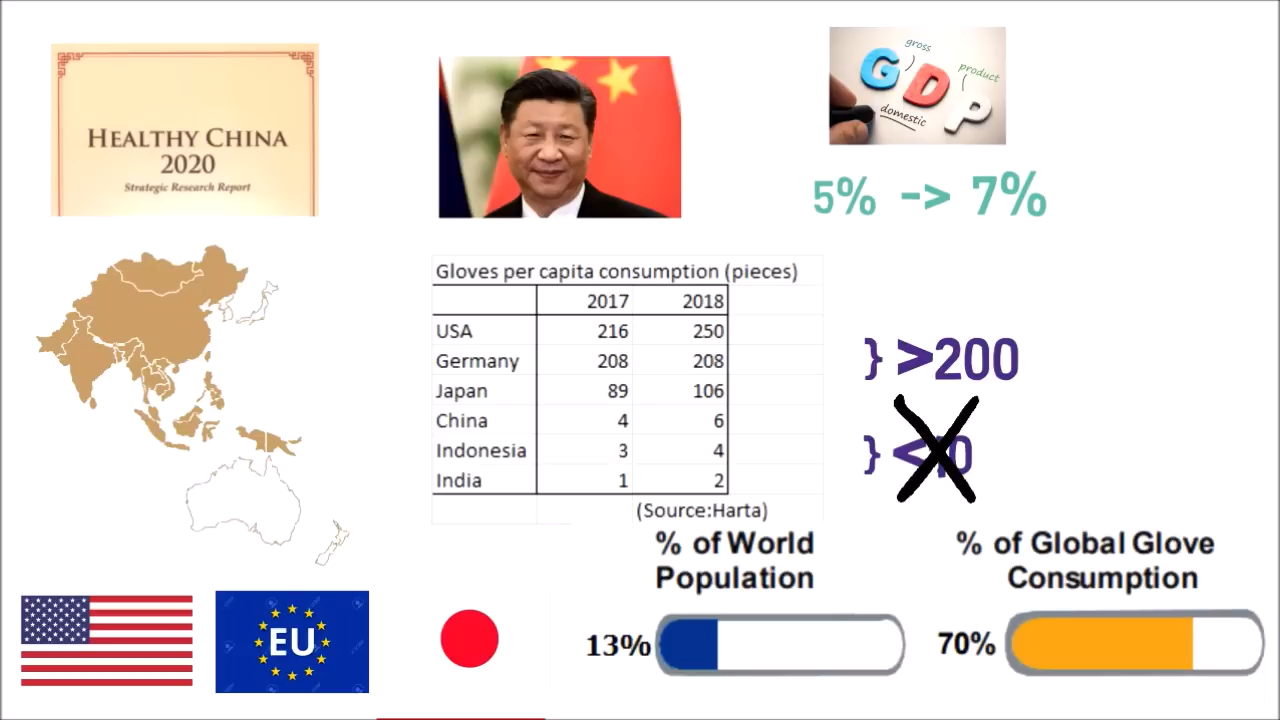 HEALTHY CHINA
2020
Strategic Research Report
gross
product
GDP
domestic
5% -> 7%
Gloves per capita consumption (pieces)
2017 2018
USA 216 250
Germany 208 208
Japan 89 106
China 4 6
Indonesia 3 4
India 1 2
(Source:Harta)
} >200
} <10
% of World
Population
13%
% of Global Glove
Consumption
70%
EU